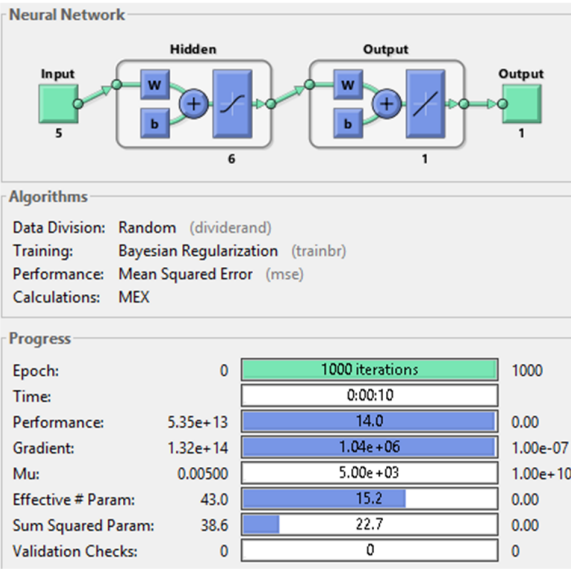 Neural Network
Hidden Output
Input Output
W W
+ +
b b
5 1
6 1
Algorithms
Data Division: Random (dividerand)
Training: Bayesian Regularization (trainbr)
Performance: Mean Squared Error (mse)
Calculations: MEX
Progress
Epoch: 0 1000 iterations 1000
Time: 0:00:10
Performance: 5.35e+13 14.0 0.00
Gradient: 1.32e+14 1.04e+06 1.00e-07
Mu: 0.00500 5.00e+03 1.00e+10
Effective # Param: 43.0 15.2 0.00
Sum Squared Param: 38.6 22.7 0.00
Validation Checks: 0 0 0